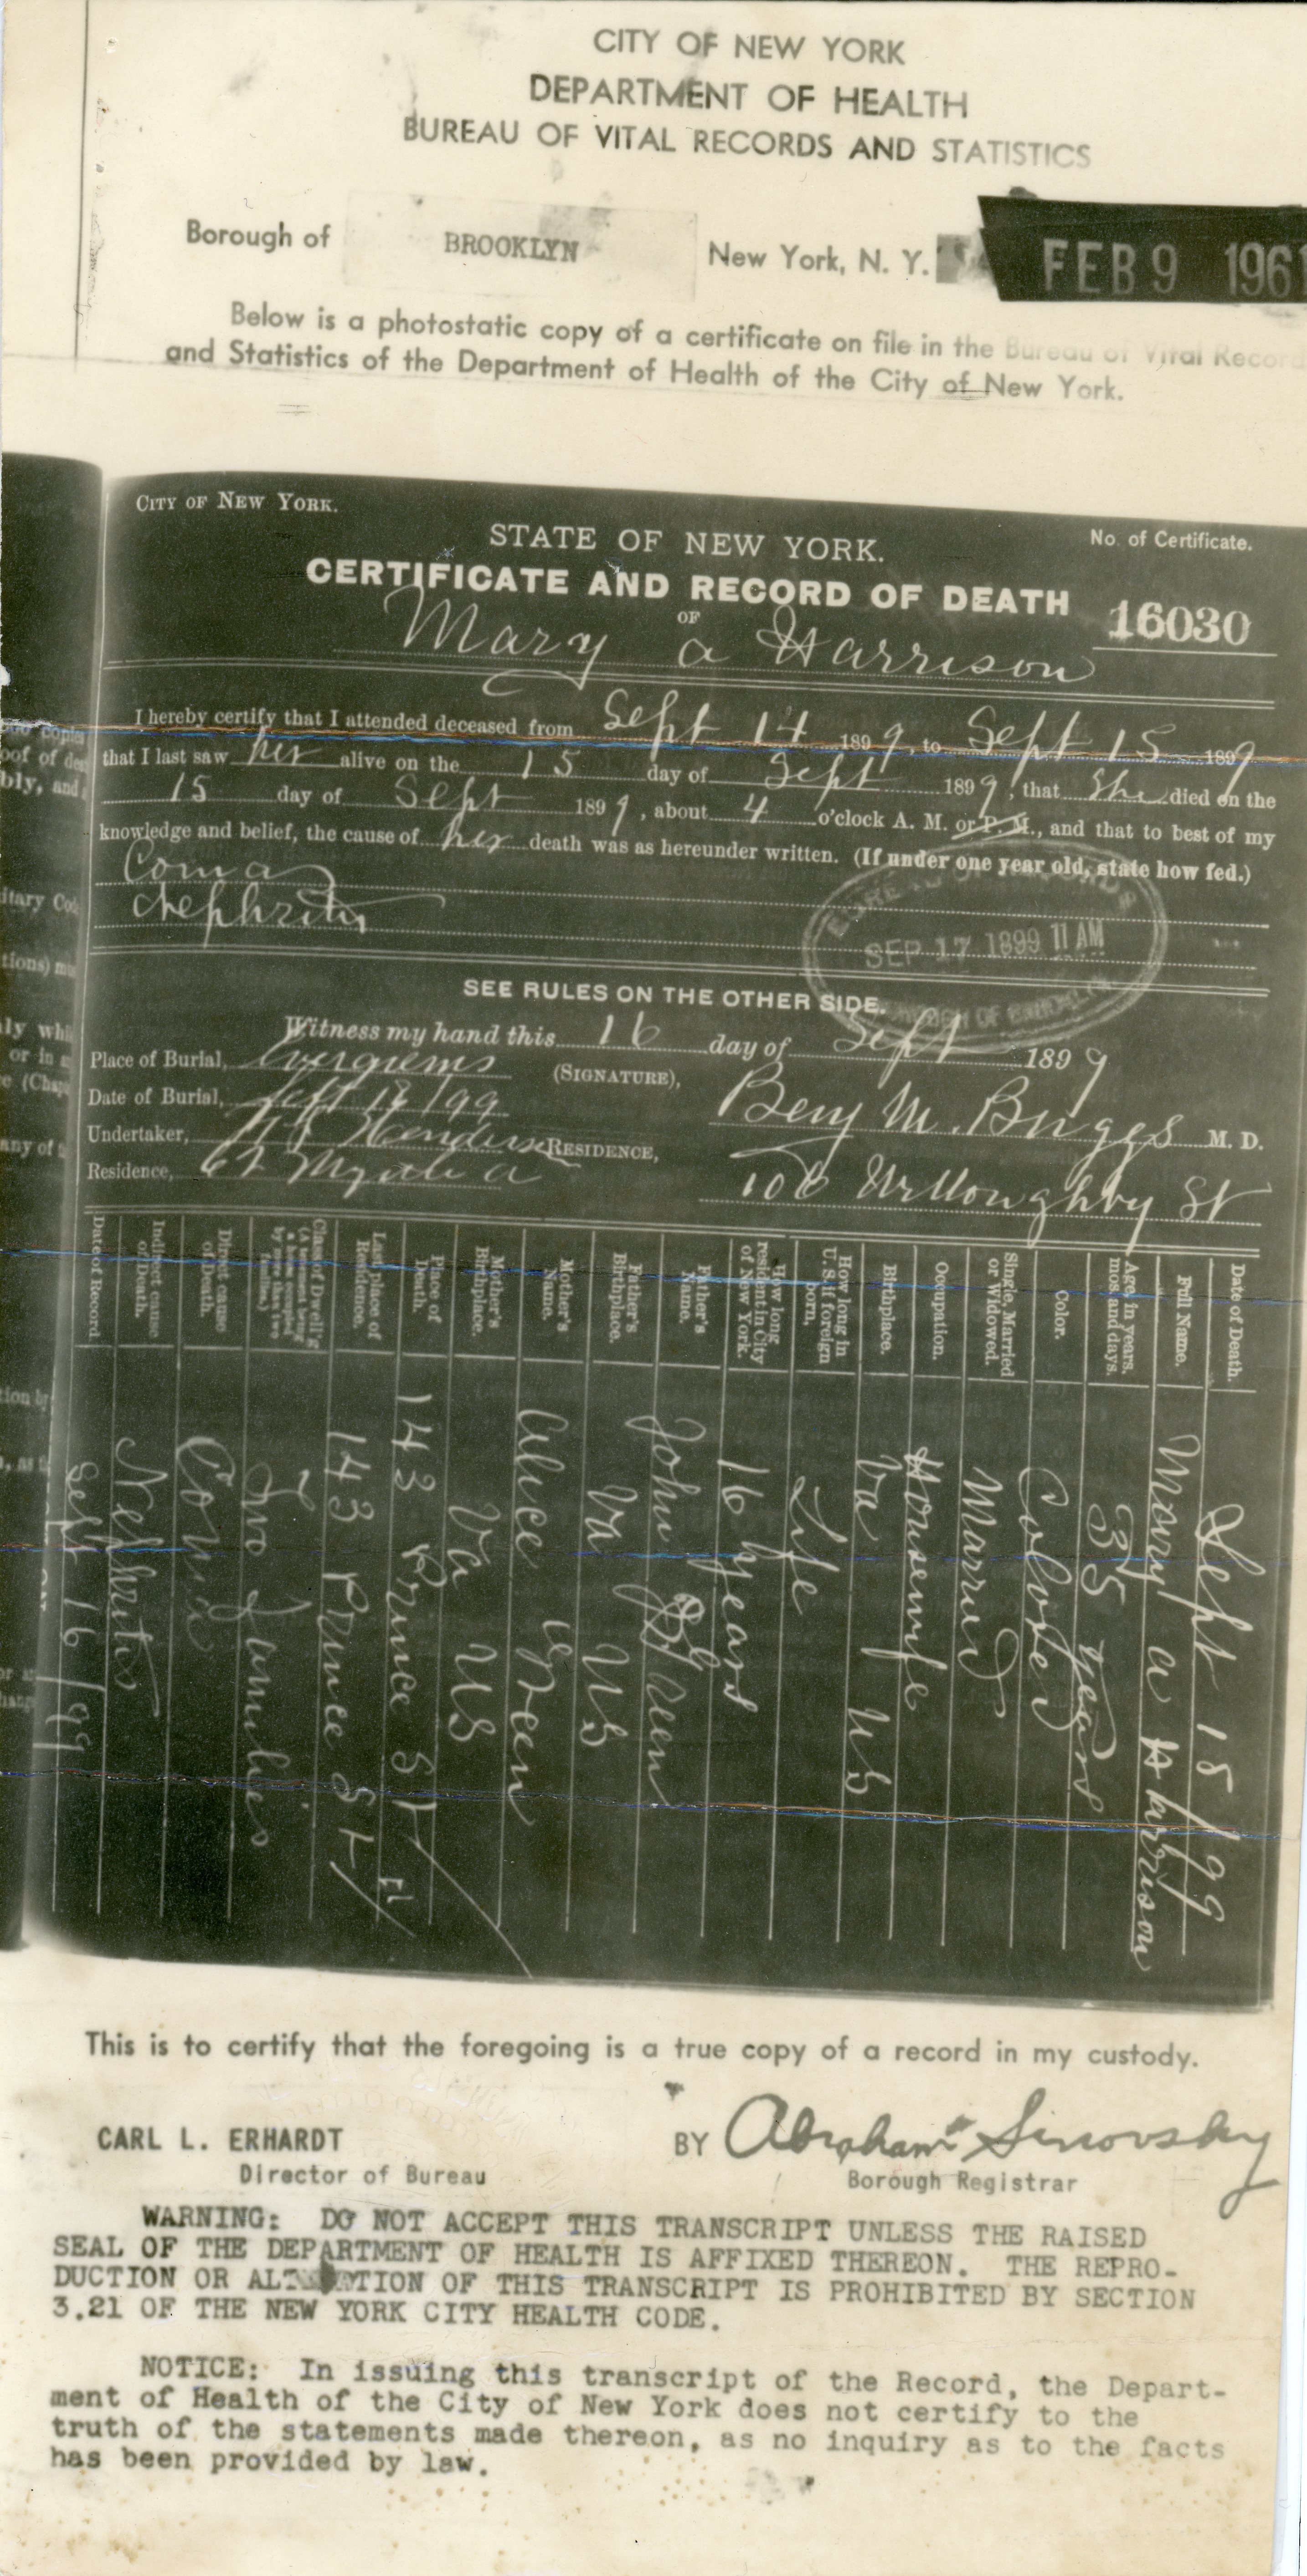 CITY OF NEW YORK
DEPARTMENT OF HEALTH
BUREAU OF VITAL RECORDS AND STATISTICS
Borough of BROOKLYN New York, N. Y. FEB 9 1961
Below is a photostatic copy of a certificate on file in the Bureau of Vital Record
and Statistics of the Department of Health of the City of New York.
CITY OF NEW YORK.
No. of Certificate.
STATE OF NEW YORK.
CERTIFICATE AND RECORD OF DEATH
16030
OF
Mary a Harrison
I hereby certify that I attended deceased from Sept 14 1899, to Sept 15 1899
that I last saw her alive on the 15 day of Sept 1899, that She died on the
15 day of Sept 1899, about 4 o'clock A. M. or P. M., and that to best of my
knowledge and belief, the cause of her death was as hereunder written. (If under one year old, state how fed.)
Coma
Nephritis
SEP 17 1899 11 AM
SEE RULES ON THE OTHER SIDE.
Witness my hand this 16 day of Sept 1899
Place of Burial, Evergreens
(SIGNATURE),
Date of Burial, Sept 18/99
Benj M. Briggs M. D.
Undertaker,
RESIDENCE,
Residence,
Willoughby St
Date of Death. Sept 15/99
Full Name. Mary a Harrison
Age in years. mos. and days. 35 years
Color. Colored
Single, Married or Widowed. Married
Occupation. Housewife
Birthplace. Va US
How long in U.S. if foreign born, Life
How long resident in City of New York. 16 years
Father's Name. John Green
Father's Birthplace. Va US
Mother's Name. Alice Green
Mother's Birthplace. Va US
Place of Death. 143 Prince St
Last place of Residence. 143 Prince St
Class of Dwell'g (A tenement being a house occupied by more than two families.) Two families
Direct cause of Death. Coma
Indirect cause of Death. Nephritis
Date of Record Sept 16/99
This is to certify that the foregoing is a true copy of a record in my custody.
CARL L. ERHARDT
BY Abraham Sinovsky
Director of Bureau
Borough Registrar
WARNING: DO NOT ACCEPT THIS TRANSCRIPT UNLESS THE RAISED
SEAL OF THE DEPARTMENT OF HEALTH IS AFFIXED THEREON. THE REPRO-
DUCTION OR ALTERATION OF THIS TRANSCRIPT IS PROHIBITED BY SECTION
3.21 OF THE NEW YORK CITY HEALTH CODE.
NOTICE: In issuing this transcript of the Record, the Depart-
ment of Health of the City of New York does not certify to the
truth of the statements made thereon, as no inquiry as to the facts
has been provided by law.